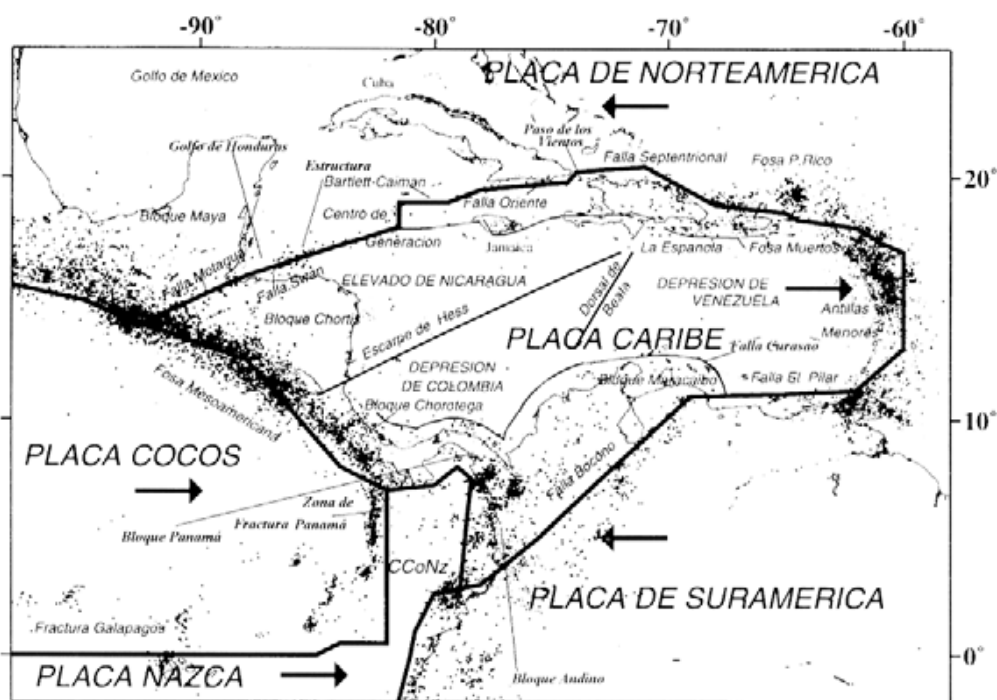 -90° -80° -70° -60°
Golfo de Mexico
PLACA DE NORTEAMERICA
Cuba
Paso de los
Vientos
Golfo de Honduras
Estructura
Bartlett-Caiman
Falla Septentrional
Fosa P.Rico
20°
Bloque Maya
Centro de
Generacion
Falla Oriente
Jamaica
La Espanola
Fosa Muertos
Falla Motagua
Falla Swan
ELEVADO DE NICARAGUA
Dorsal de
Beata
DEPRESION DE
VENEZUELA
Antillas
Menores
Bloque Chortis
Escarpe de Hess
PLACA CARIBE
Falla Curasao
DEPRESION
DE COLOMBIA
Bloque Maracaibo
Falla El Pilar
Fosa Mesoamericana
Bloque Chorotega
10°
PLACA COCOS
Falla Bocono
Zona de
Fractura Panamá
Bloque Panamá
CCoNz
PLACA DE SURAMERICA
Fractura Galapagos
0°
PLACA NAZCA
Bloque Andino